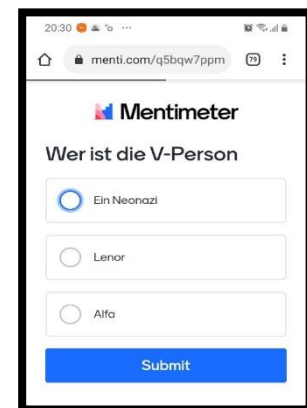 20:30
menti.com/q5bqw7ppm
79
Mentimeter
Wer ist die V-Person
Ein Neonazi
Lenor
Alfa
Submit